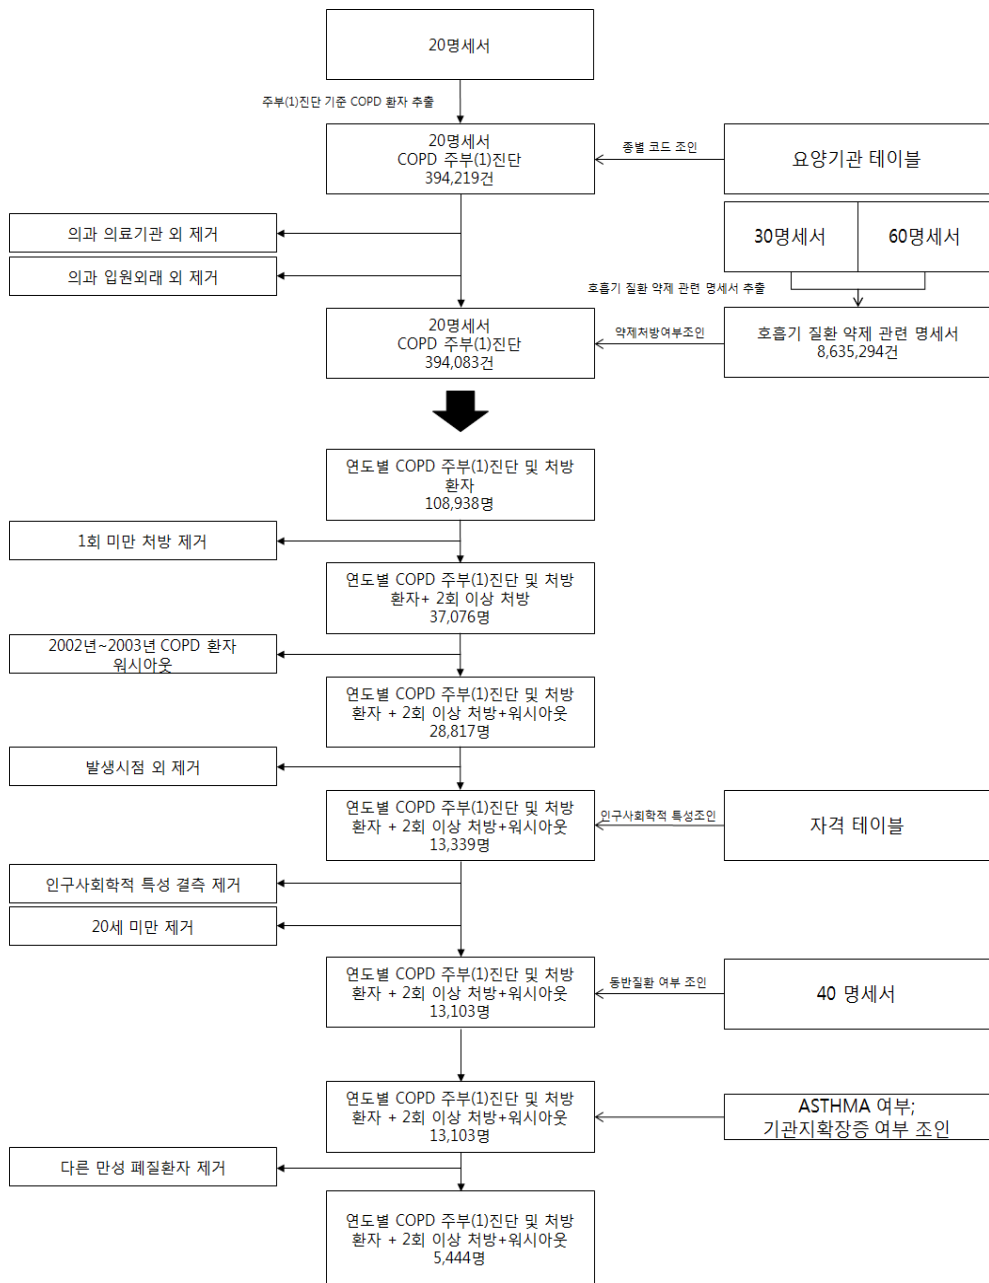 20명세서
주부(1)진단 기준 COPD 환자 추출
20명세서
COPD 주부(1)진단
394,219건
종별 코드 조인
요양기관 테이블
30명세서
60명세서
의과 의료기관 외 제거
의과 입원외래 외 제거
호흡기 질환 약제 관련 명세서 추출
20명세서
COPD 주부(1)진단
394,083건
약제처방여부조인
호흡기 질환 약제 관련 명세서
8,635,294건
연도별 COPD 주부(1)진단 및 처방
환자
108,938명
1회 미만 처방 제거
연도별 COPD 주부(1)진단 및 처방
환자+ 2회 이상 처방
37,076명
2002년~2003년 COPD 환자
워시아웃
연도별 COPD 주부(1)진단 및 처방
환자 + 2회 이상 처방+워시아웃
28,817명
발생시점 외 제거
연도별 COPD 주부(1)진단 및 처방
환자 + 2회 이상 처방+워시아웃
13,339명
인구사회학적 특성조인
자격 테이블
인구사회학적 특성 결측 제거
20세 미만 제거
연도별 COPD 주부(1)진단 및 처방
환자 + 2회 이상 처방+워시아웃
13,103명
동반질환 여부 조인
40 명세서
연도별 COPD 주부(1)진단 및 처방
환자 + 2회 이상 처방+워시아웃
13,103명
ASTHMA 여부;
기관지확장증 여부 조인
다른 만성 폐질환자 제거
연도별 COPD 주부(1)진단 및 처방
환자 + 2회 이상 처방+워시아웃
5,444명